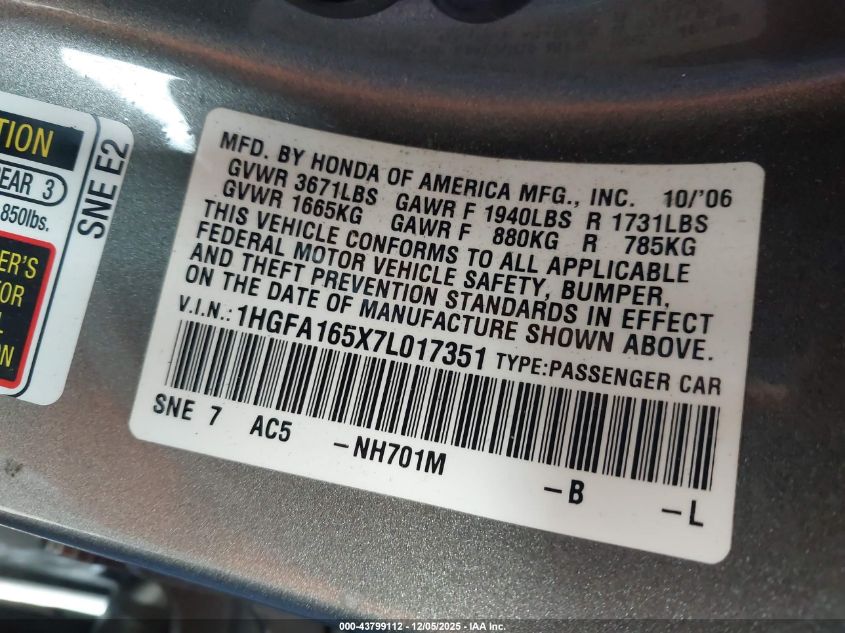 TION
REAR 3
850lbs.
SNE E2
ER'S
TOR
L
ON
MFD. BY HONDA OF AMERICA MFG., INC. 10/'06
GVWR 3671LBS GAWR F 1940LBS R 1731LBS
GVWR 1665KG GAWR F 880KG R 785KG
THIS VEHICLE CONFORMS TO ALL APPLICABLE
FEDERAL MOTOR VEHICLE SAFETY, BUMPER,
AND THEFT PREVENTION STANDARDS IN EFFECT
ON THE DATE OF MANUFACTURE SHOWN ABOVE.
V.I.N.: 1HGFA165X7L017351 TYPE:PASSENGER CAR
SNE 7 AC5 -NH701M -B -L
000-43799112 - 12/05/2025 - IAA Inc.